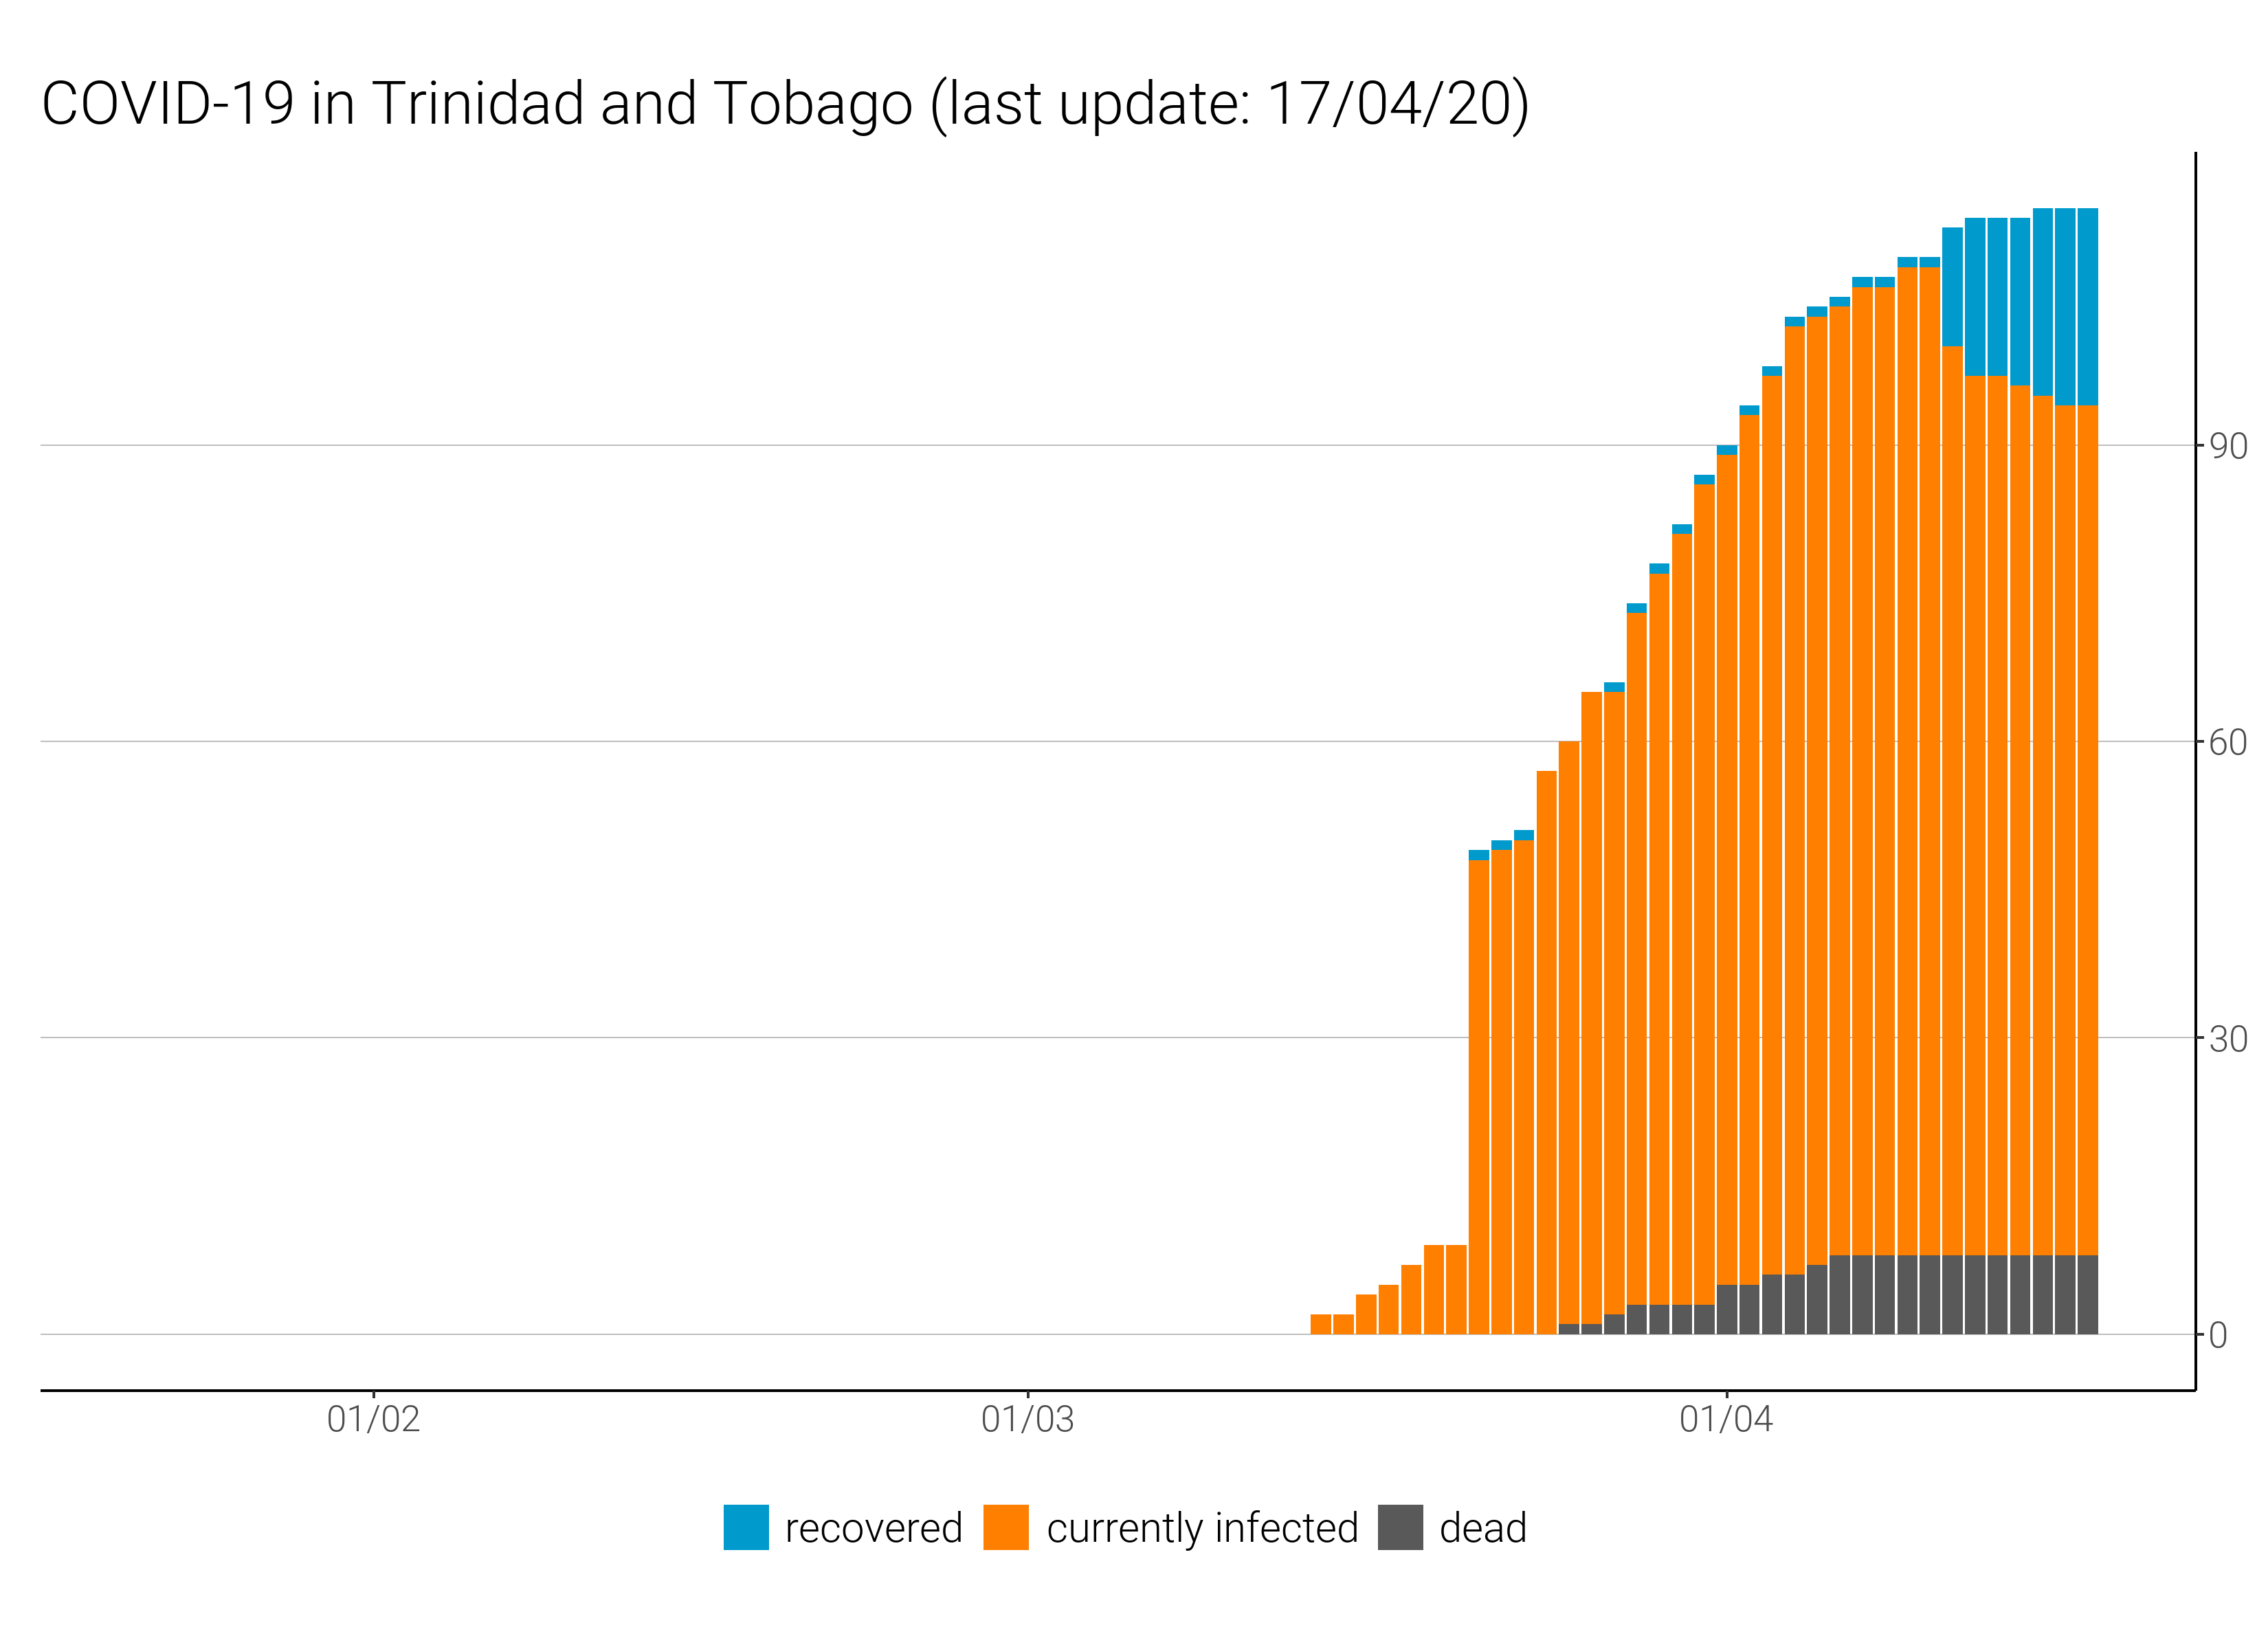 COVID-19 in Trinidad and Tobago (last update: 17/04/20)
90
60
30
0
01/02 01/03 01/04
recovered currently infected dead